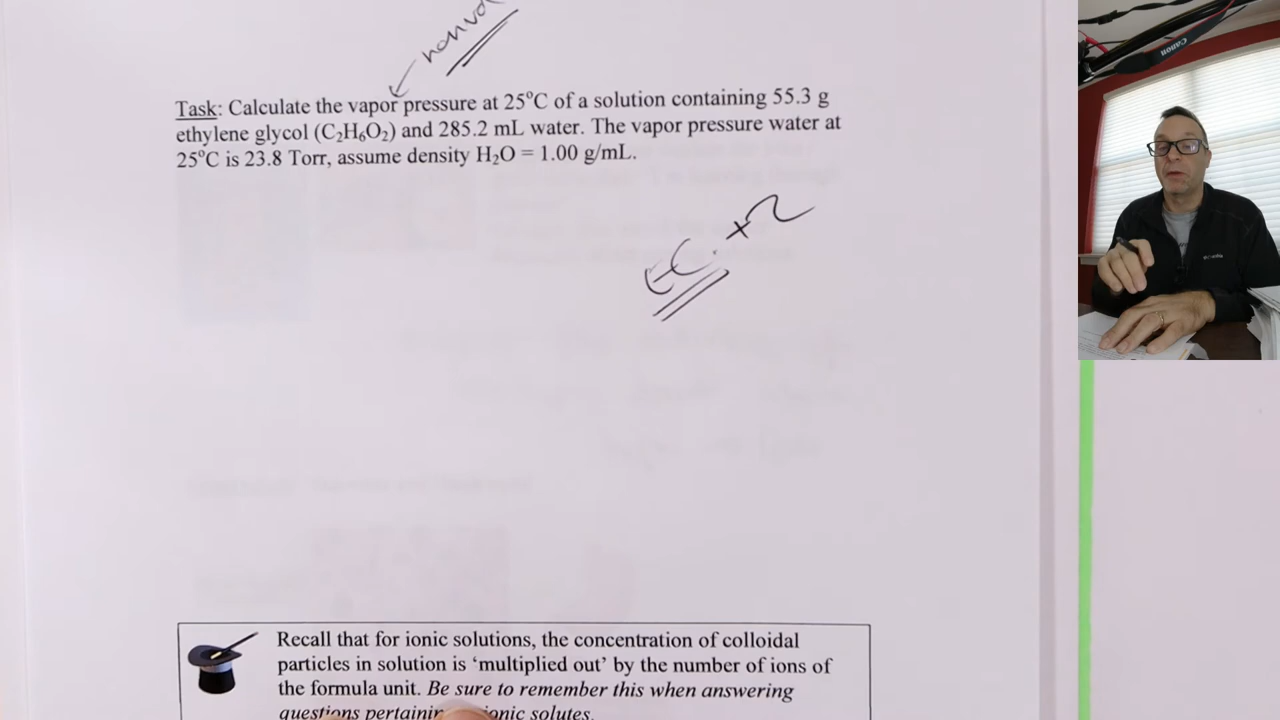 Task: Calculate the vapor pressure at 25°C of a solution containing 55.3 g
ethylene glycol (C₂H₆O₂) and 285.2 mL water. The vapor pressure water at
25°C is 23.8 Torr, assume density H₂O = 1.00 g/mL.
E.C. +2
Recall that for ionic solutions, the concentration of colloidal
particles in solution is ‘multiplied out’ by the number of ions of
the formula unit. Be sure to remember this when answering
questions ionic solutes.
Canon